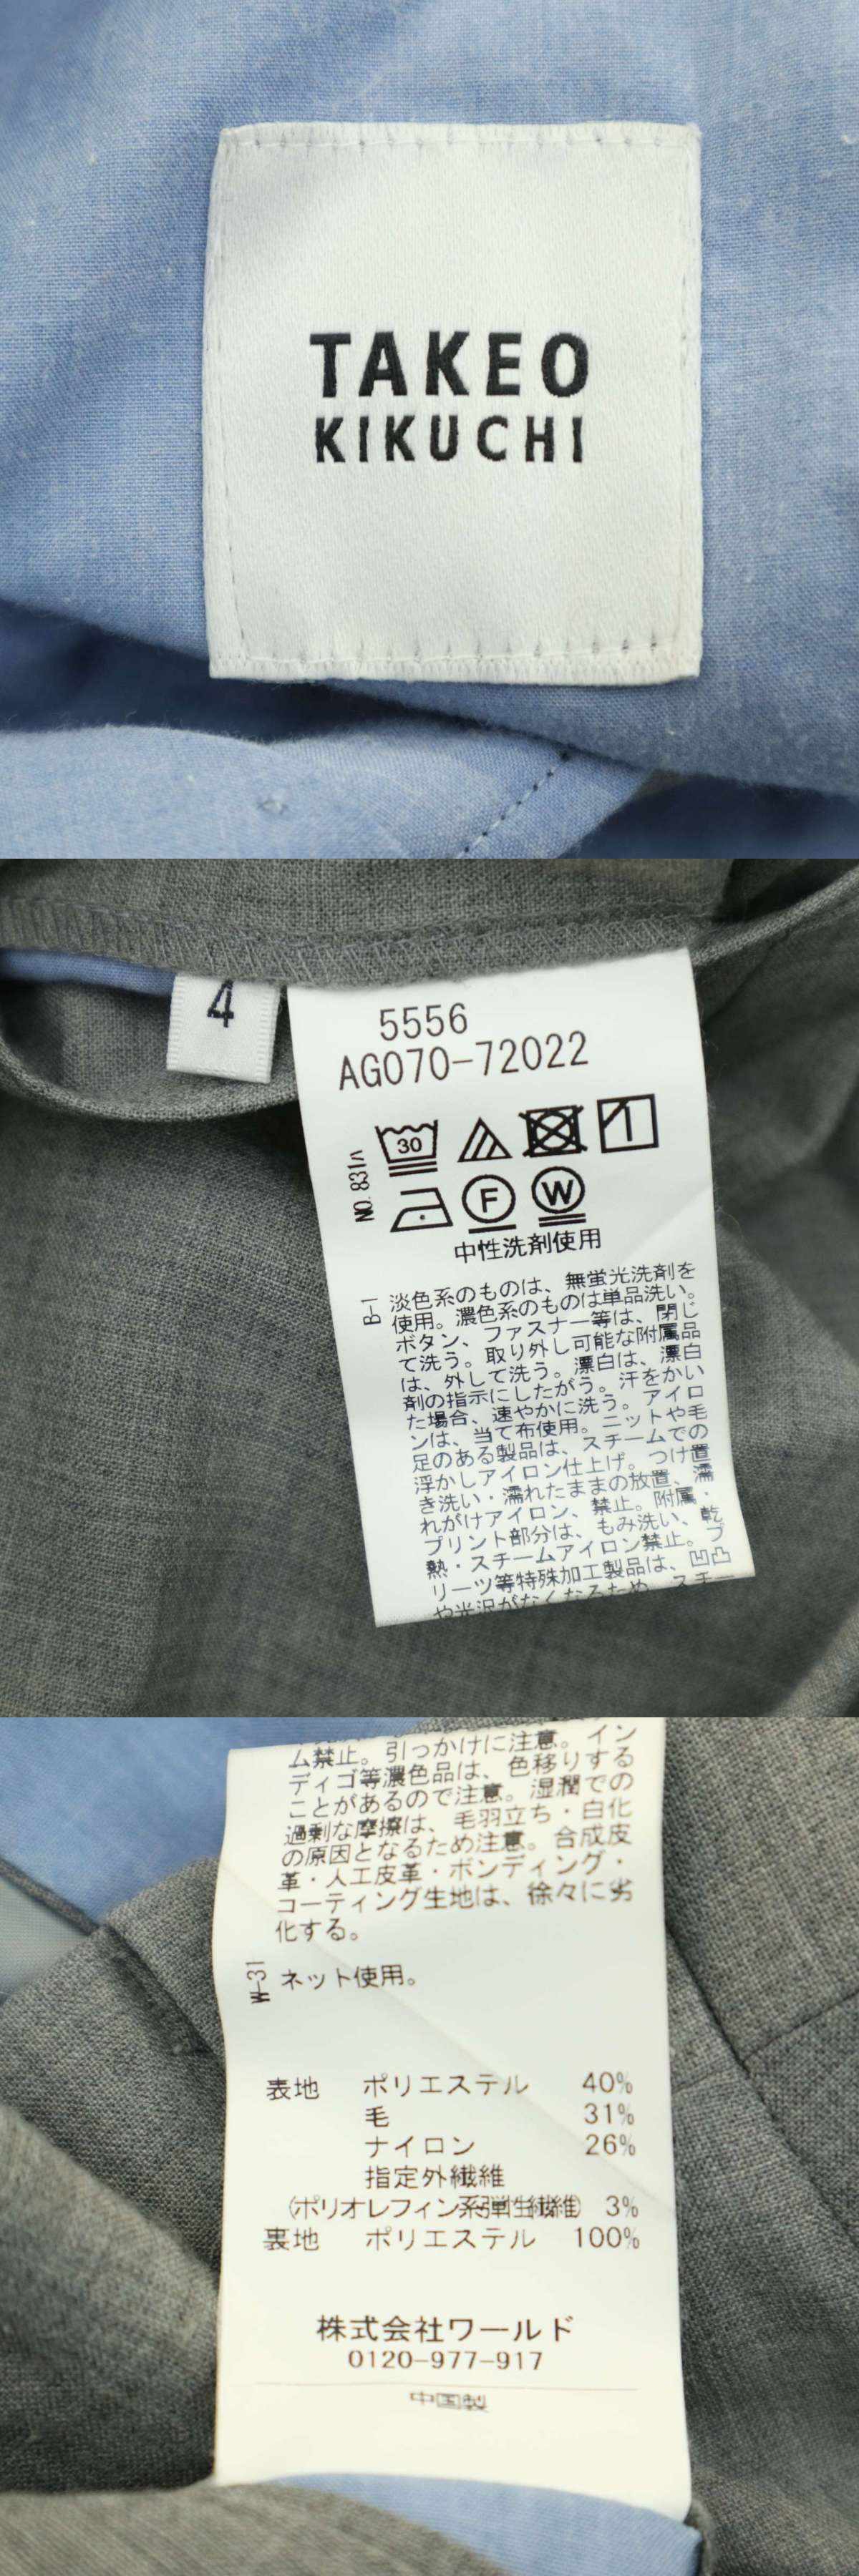 TAKEO
KIKUCHI
4
5556
AG070-72022
30
NO. 831ハ
F
W
中性洗剤使用
B-1
淡色系のものは、無蛍光洗剤を
使用。濃色系のものは単品洗い。
ボタン、ファスナー等は、閉じ
て洗う。取り外し可能な附属品
は、外して洗う。漂白は、漂白
剤の指示にしたがう。汗をかい
た場合、速やかに洗う。アイロ
ンは、当て布使用。ニットや毛
足のある製品は、スチームでの
浮かしアイロン仕上げ。つけ置
き洗い・濡れたままの放置、濡
れがけアイロン、禁止。附属・
プリント部分は、もみ洗い、乾
熱・スチームアイロン禁止。プ
リーツ等特殊加工製品は、凹凸
や光沢がなくなるため、スチー
ム禁止。引っかけに注意。イン
ディゴ等濃色品は、色移りする
ことがあるので注意。湿潤での
過剰な摩擦は、毛羽立ち・白化
の原因となるため注意。合成皮
革・人工皮革・ボンディング・
コーティング生地は、徐々に劣
化する。
W-31
ネット使用。
表地 ポリエステル 40%
毛 31%
ナイロン 26%
指定外繊維
(ポリオレフィン系弾性繊維) 3%
裏地 ポリエステル 100%
株式会社ワールド
0120-977-917
中国製